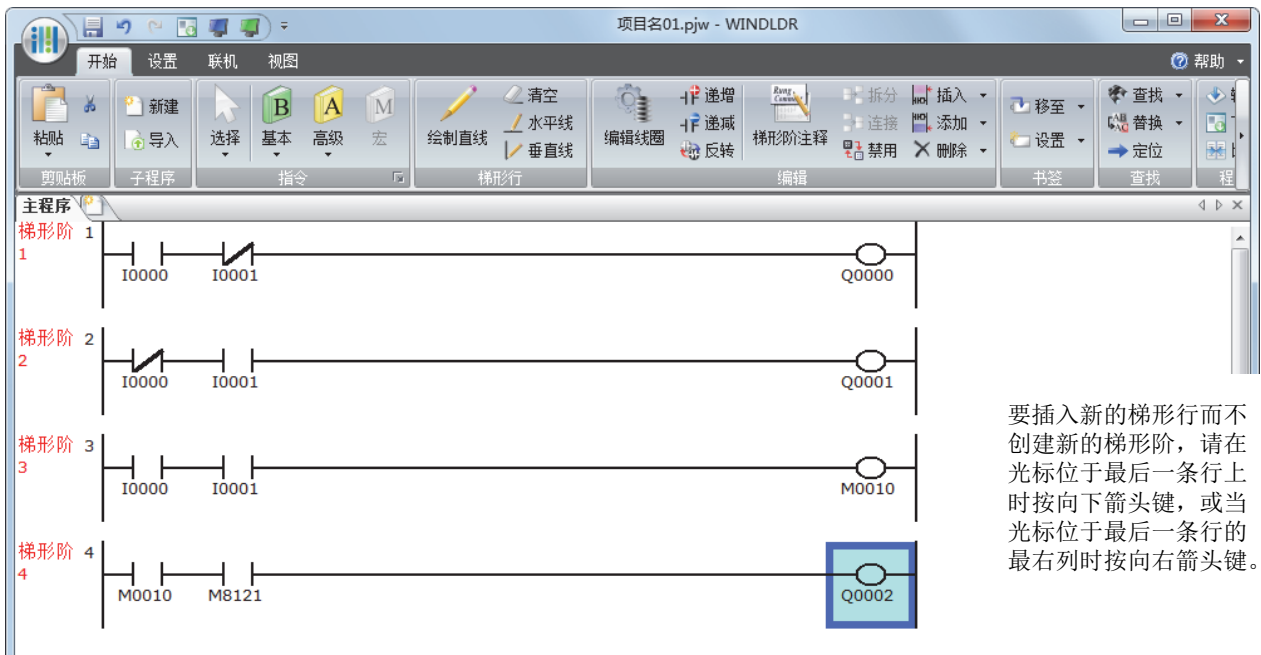 项目名01.pjw - WINDLDR
开始 设置 联机 视图 帮助
粘贴
剪贴板
新建
导入
子程序
选择 基本 高级 宏
B A M
指令
绘制直线
清空
水平线
垂直线
梯形行
编辑线圈
递增
递减
反转
梯形阶注释
拆分
连接
禁用
插入
添加
删除
编辑
移至
设置
书签
查找
替换
定位
查找
程
主程序
梯形阶 1
1
I0000 I0001 Q0000
梯形阶 2
2
I0000 I0001 Q0001
梯形阶 3
3
I0000 I0001 M0010
梯形阶 4
4
M0010 M8121 Q0002
要插入新的梯形行而不
创建新的梯形阶，请在
光标位于最后一条行上
时按向下箭头键，或当
光标位于最后一条行的
最右列时按向右箭头键。